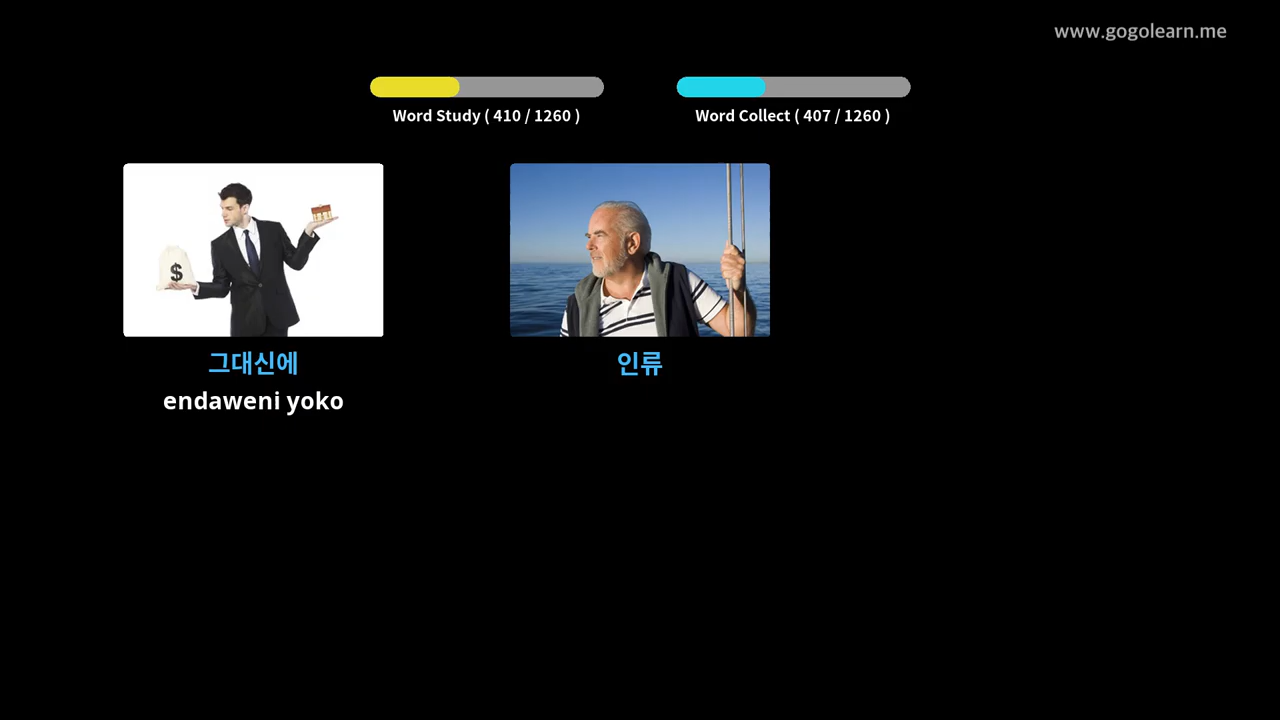 www.gogolearn.me
Word Study ( 410 / 1260 )
Word Collect ( 407 / 1260 )
$
그대신에
endaweni yoko
인류